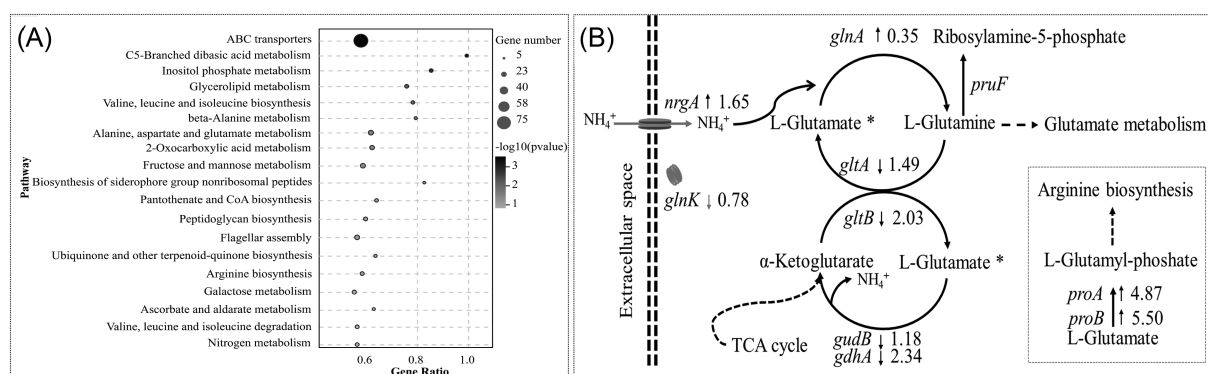 (A)
Pathway
ABC transporters
C5-Branched dibasic acid metabolism
Inositol phosphate metabolism
Glycerolipid metabolism
Valine, leucine and isoleucine biosynthesis
beta-Alanine metabolism
Alanine, aspartate and glutamate metabolism
2-Oxocarboxylic acid metabolism
Fructose and mannose metabolism
Biosynthesis of siderophore group nonribosomal peptides
Pantothenate and CoA biosynthesis
Peptidoglycan biosynthesis
Flagellar assembly
Ubiquinone and other terpenoid-quinone biosynthesis
Arginine biosynthesis
Galactose metabolism
Ascorbate and aldarate metabolism
Valine, leucine and isoleucine degradation
Nitrogen metabolism
0.6 0.8 1.0
Gene Ratio
Gene number
5
23
40
58
75
-log10(pvalue)
3
2
1
(B)
Extracellular space
glnA ↑ 0.35
Ribosylamine-5-phosphate
pruF
nrgA ↑ 1.65
NH₄⁺ NH₄⁺
L-Glutamate * L-Glutamine
Glutamate metabolism
gltA ↓ 1.49
glnK ↓ 0.78
gltB ↓ 2.03
α-Ketoglutarate L-Glutamate *
NH₄⁺
TCA cycle
gudB ↓ 1.18
gdhA ↓ 2.34
Arginine biosynthesis
L-Glutamyl-phoshate
proA ↑ 4.87
proB ↑ 5.50
L-Glutamate